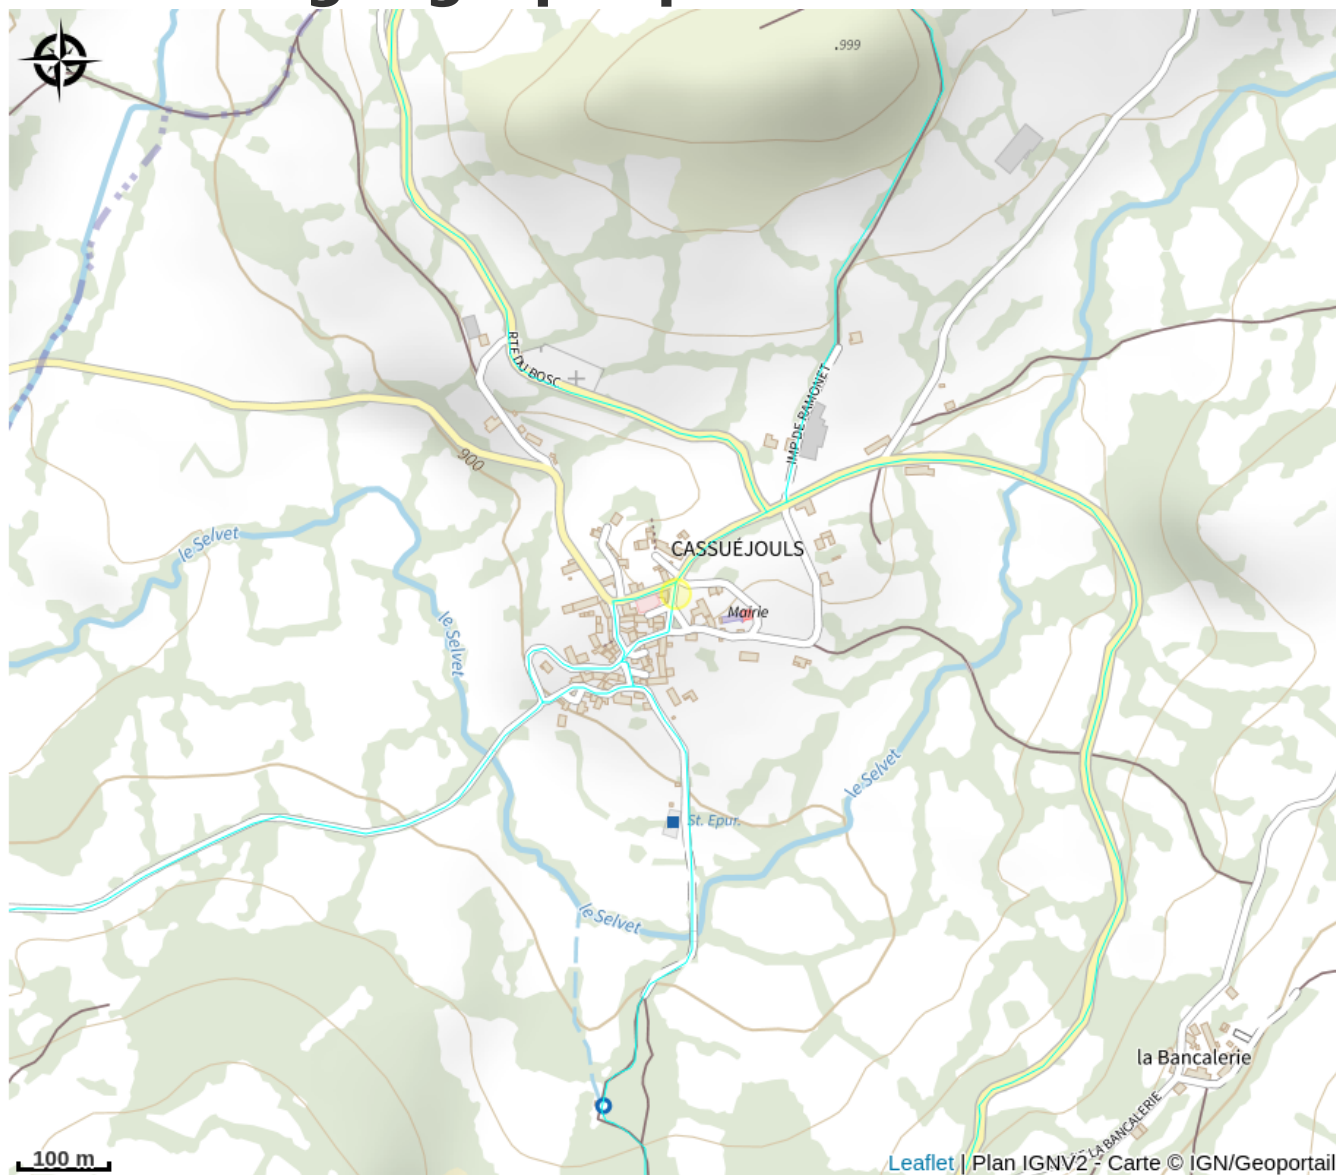 .999
RTE DU BOSC
IMP DE RAMONET
900
le Selvet
CASSUÉJOULS
Mairie
le Selvet
le Selvet
St. Epur.
le Selvet
la Bancalerie
LA BANCALERIE
100 m
Leaflet | Plan IGNV2 - Carte © IGN/Geoportail